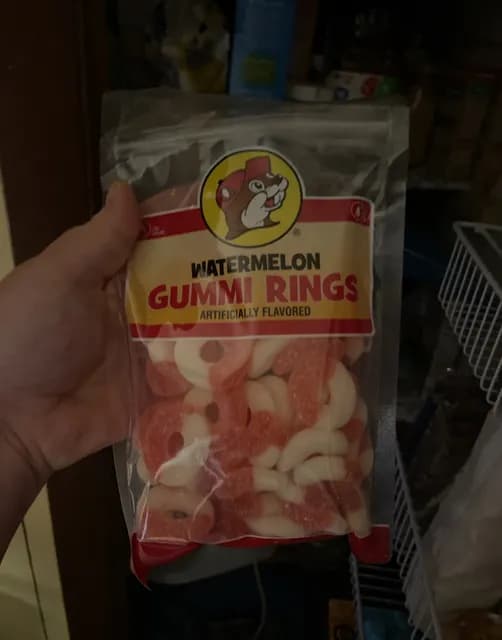 WATERMELON
GUMMI RINGS
ARTIFICIALLY FLAVORED
®